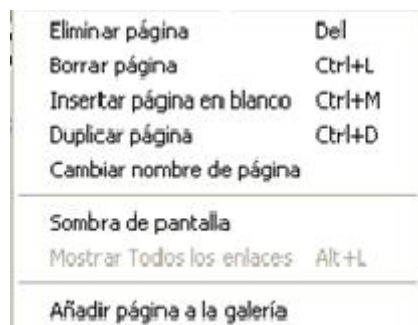 Eliminar página Del
Borrar página Ctrl+L
Insertar página en blanco Ctrl+M
Duplicar página Ctrl+D
Cambiar nombre de página
Sombra de pantalla
Mostrar Todos los enlaces Alt+L
Añadir página a la galería